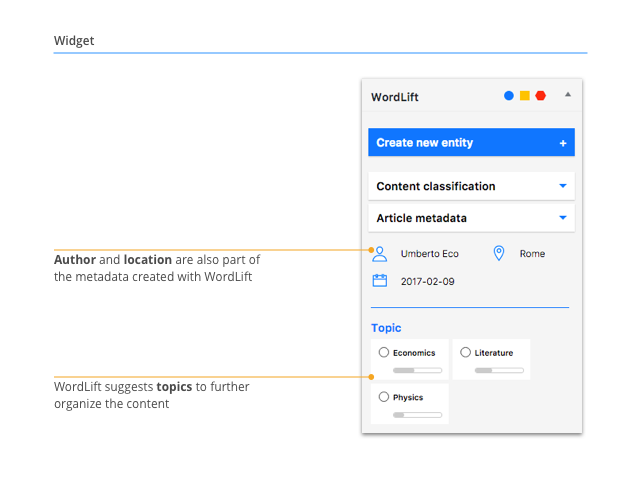 Widget
WordLift
Create new entity +
Content classification
Article metadata
Author and location are also part of
the metadata created with WordLift
Umberto Eco
Rome
2017-02-09
Topic
Economics
Literature
WordLift suggests topics to further
organize the content
Physics